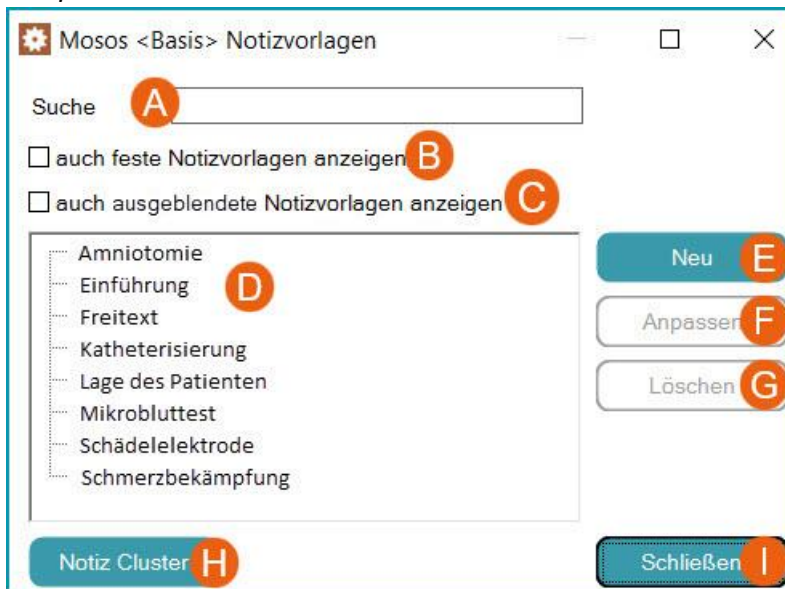 Mosos <Basis> Notizvorlagen
Suche A
auch feste Notizvorlagen anzeigen B
auch ausgeblendete Notizvorlagen anzeigen C
Amniotomie
Einführung D
Freitext
Katheterisierung
Lage des Patienten
Mikrobluttest
Schädelelektrode
Schmerzbekämpfung
Neu E
Anpassen F
Löschen G
Notiz Cluster H
Schließen I